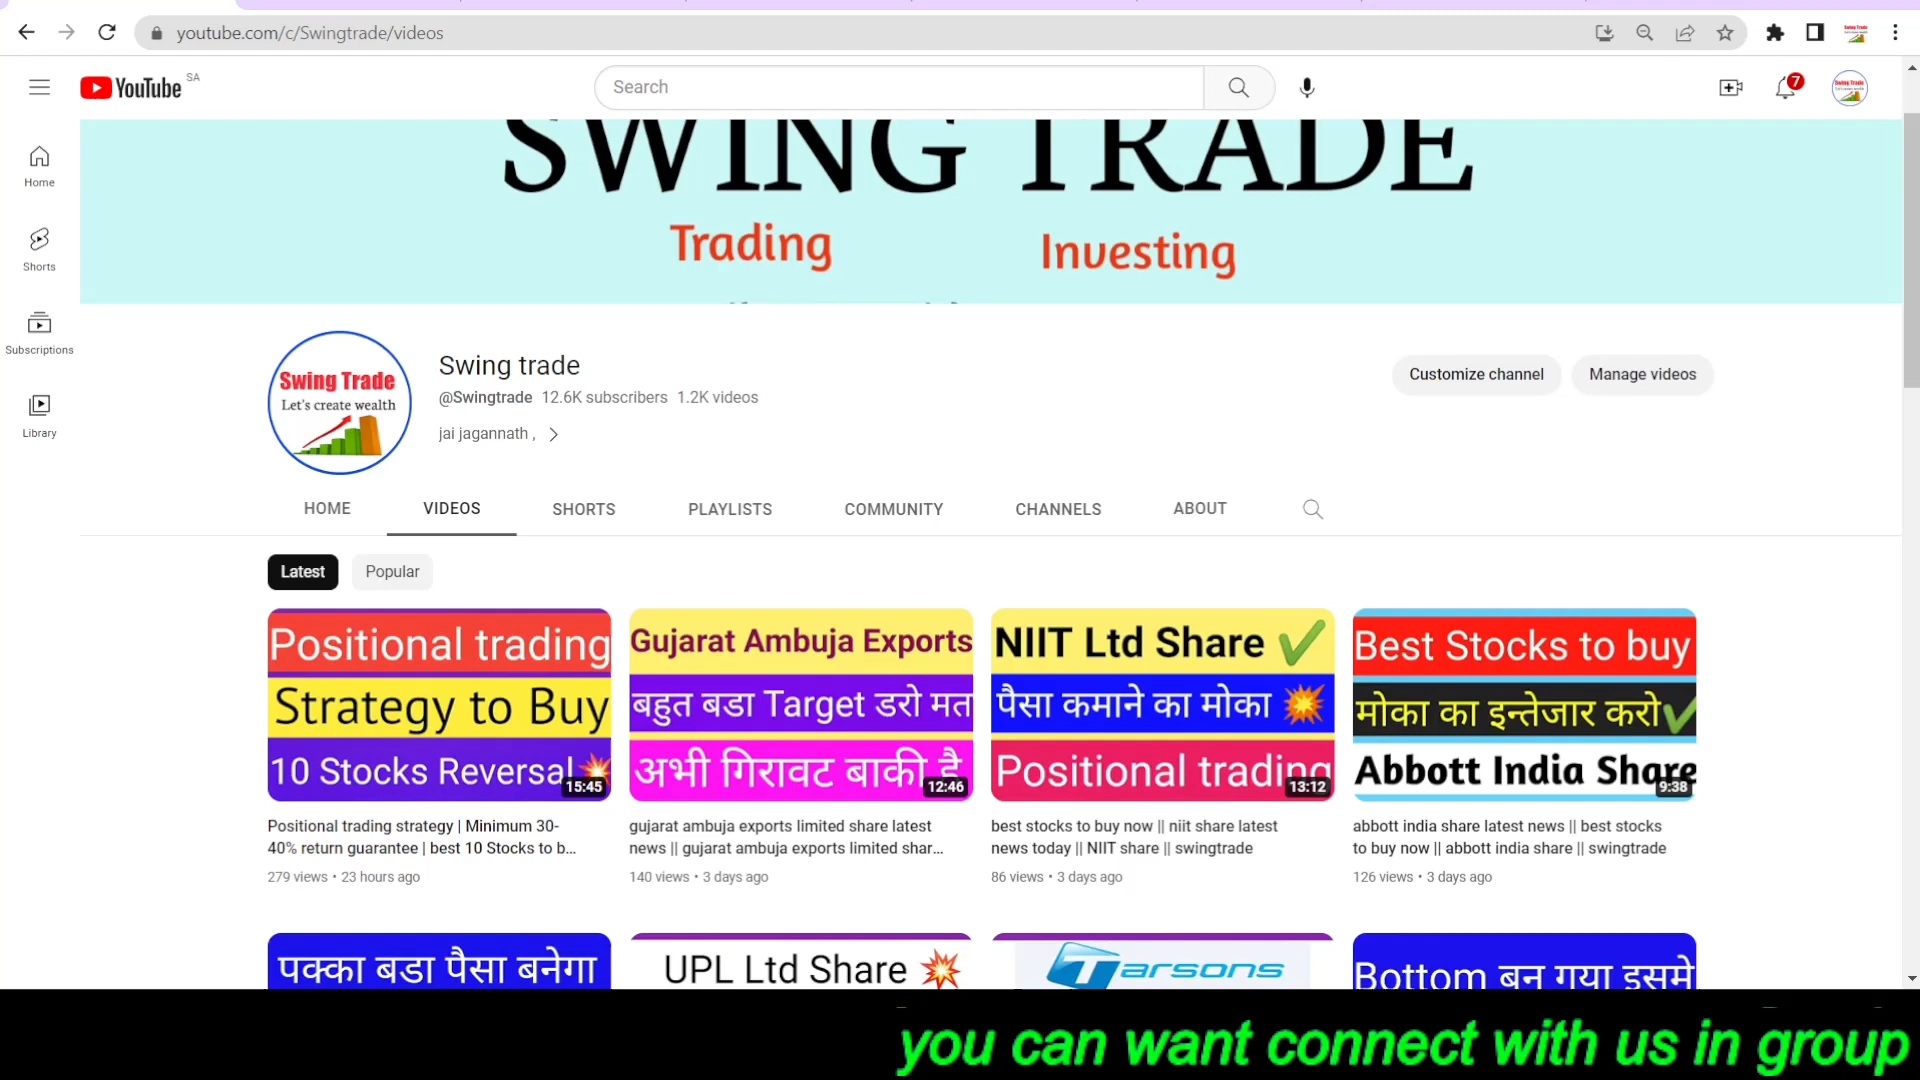 youtube.com/c/Swingtrade/videos
YouTube SA
Search
7
SWING TRADE
Trading Investing
Home
Shorts
Subscriptions
Library
Swing Trade
Let's create wealth
Swing trade
@Swingtrade 12.6K subscribers 1.2K videos
jai jagannath ,
Customize channel Manage videos
HOME VIDEOS SHORTS PLAYLISTS COMMUNITY CHANNELS ABOUT
Latest Popular
Positional trading
Strategy to Buy
10 Stocks Reversal
15:45
Gujarat Ambuja Exports
बहुत बडा Target डरो मत
अभी गिरावट बाकी है
12:46
NIIT Ltd Share
पैसा कमाने का मोका
Positional trading
13:12
Best Stocks to buy
मोका का इन्तेजार करो
Abbott India Share
9:38
Positional trading strategy | Minimum 30-
40% return guarantee | best 10 Stocks to b...
279 views • 23 hours ago
gujarat ambuja exports limited share latest
news || gujarat ambuja exports limited shar...
140 views • 3 days ago
best stocks to buy now || niit share latest
news today || NIIT share || swingtrade
86 views • 3 days ago
abbott india share latest news || best stocks
to buy now || abbott india share || swingtrade
126 views • 3 days ago
पक्का बडा पैसा बनेगा
UPL Ltd Share
Tarsons
Bottom बन गया इसमे
you can want connect with us in group